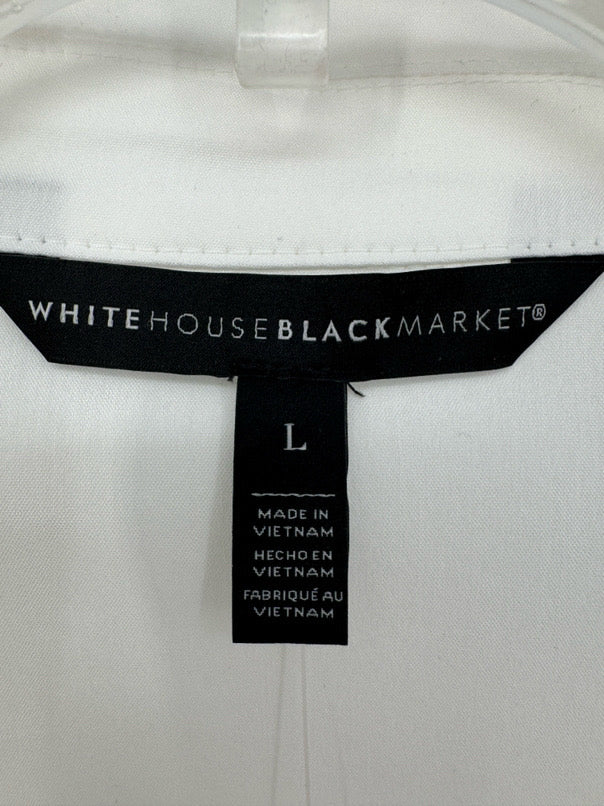 WHITEHOUSEBLACKMARKET®
L
MADE IN
VIETNAM
HECHO EN
VIETNAM
FABRIQUÉ AU
VIETNAM